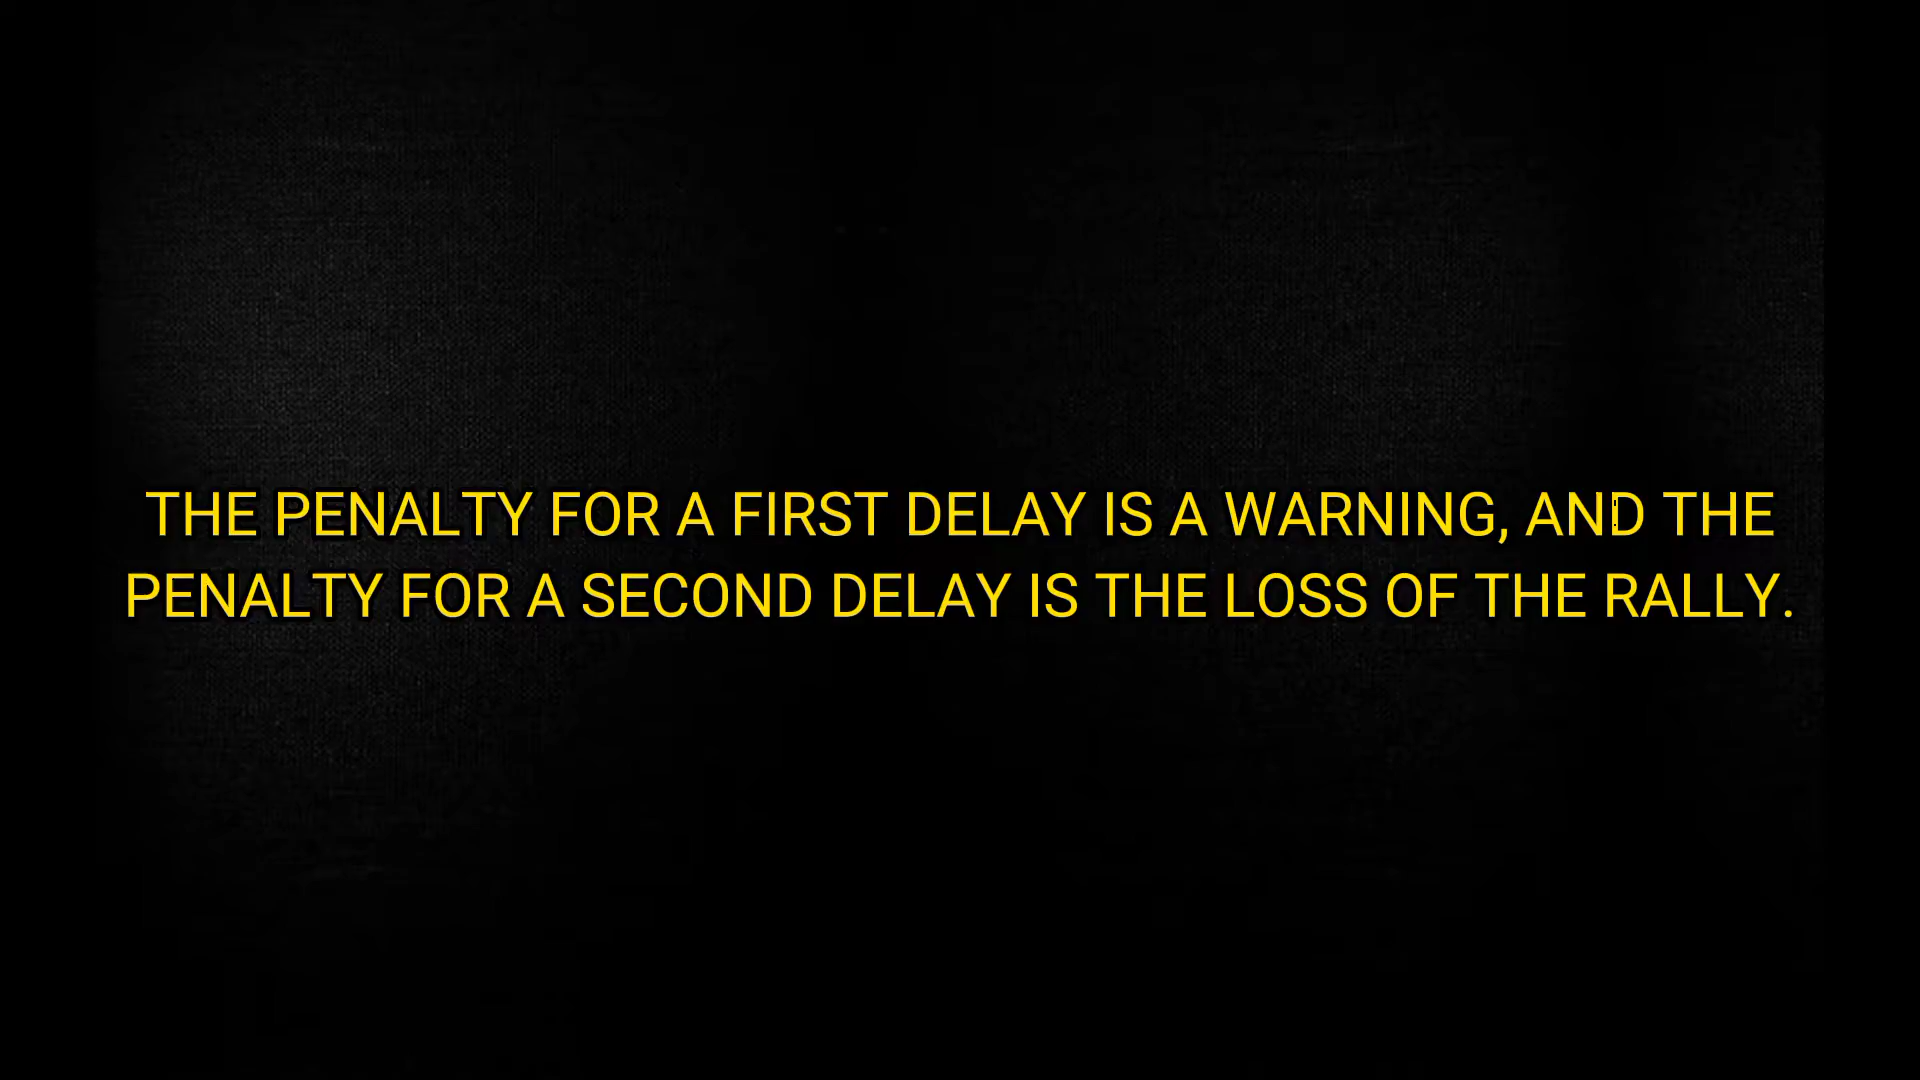 THE PENALTY FOR A FIRST DELAY IS A WARNING, AND THE
PENALTY FOR A SECOND DELAY IS THE LOSS OF THE RALLY.